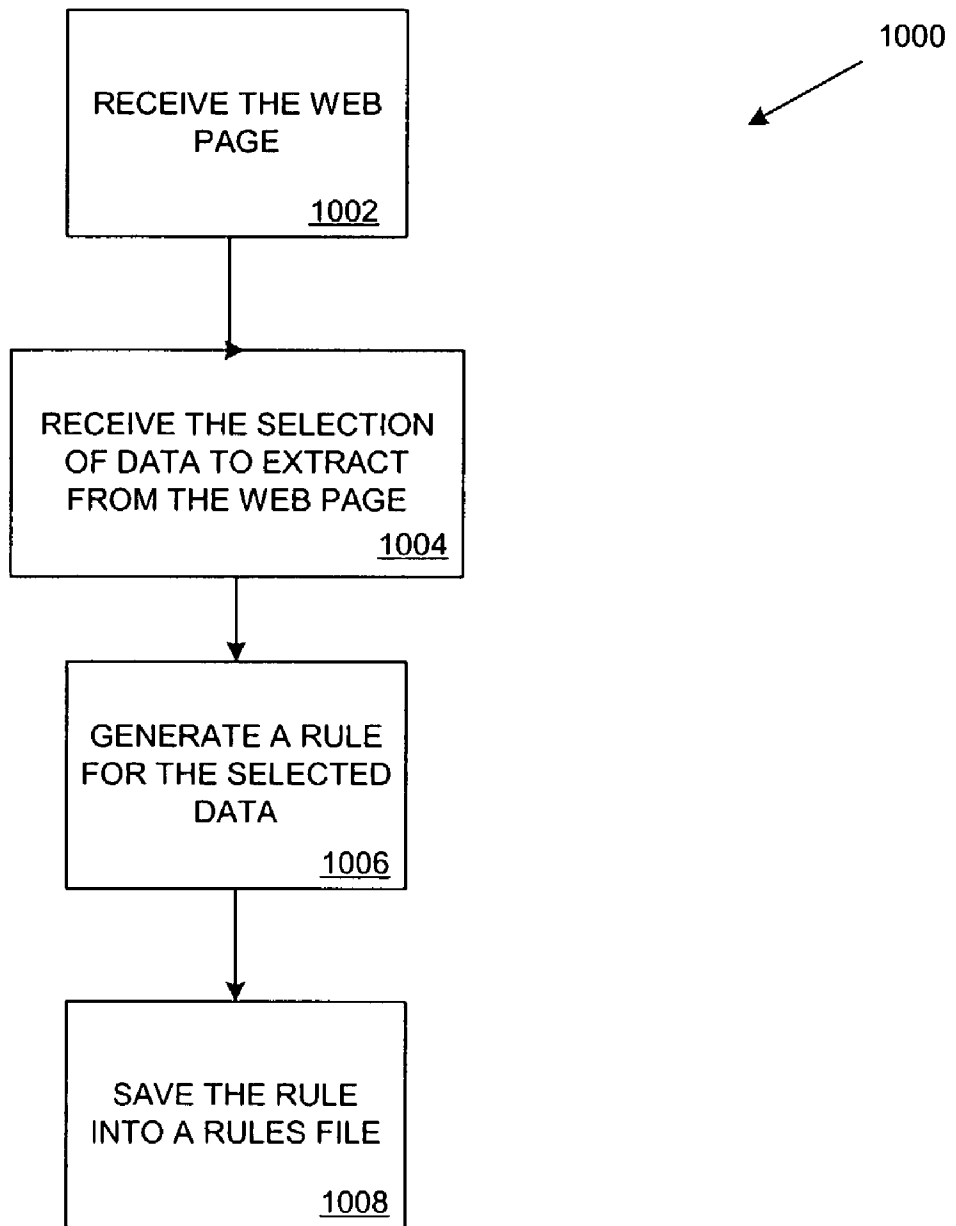 1000
RECEIVE THE WEB
PAGE
1002
RECEIVE THE SELECTION
OF DATA TO EXTRACT
FROM THE WEB PAGE
1004
GENERATE A RULE
FOR THE SELECTED
DATA
1006
SAVE THE RULE
INTO A RULES FILE
1008